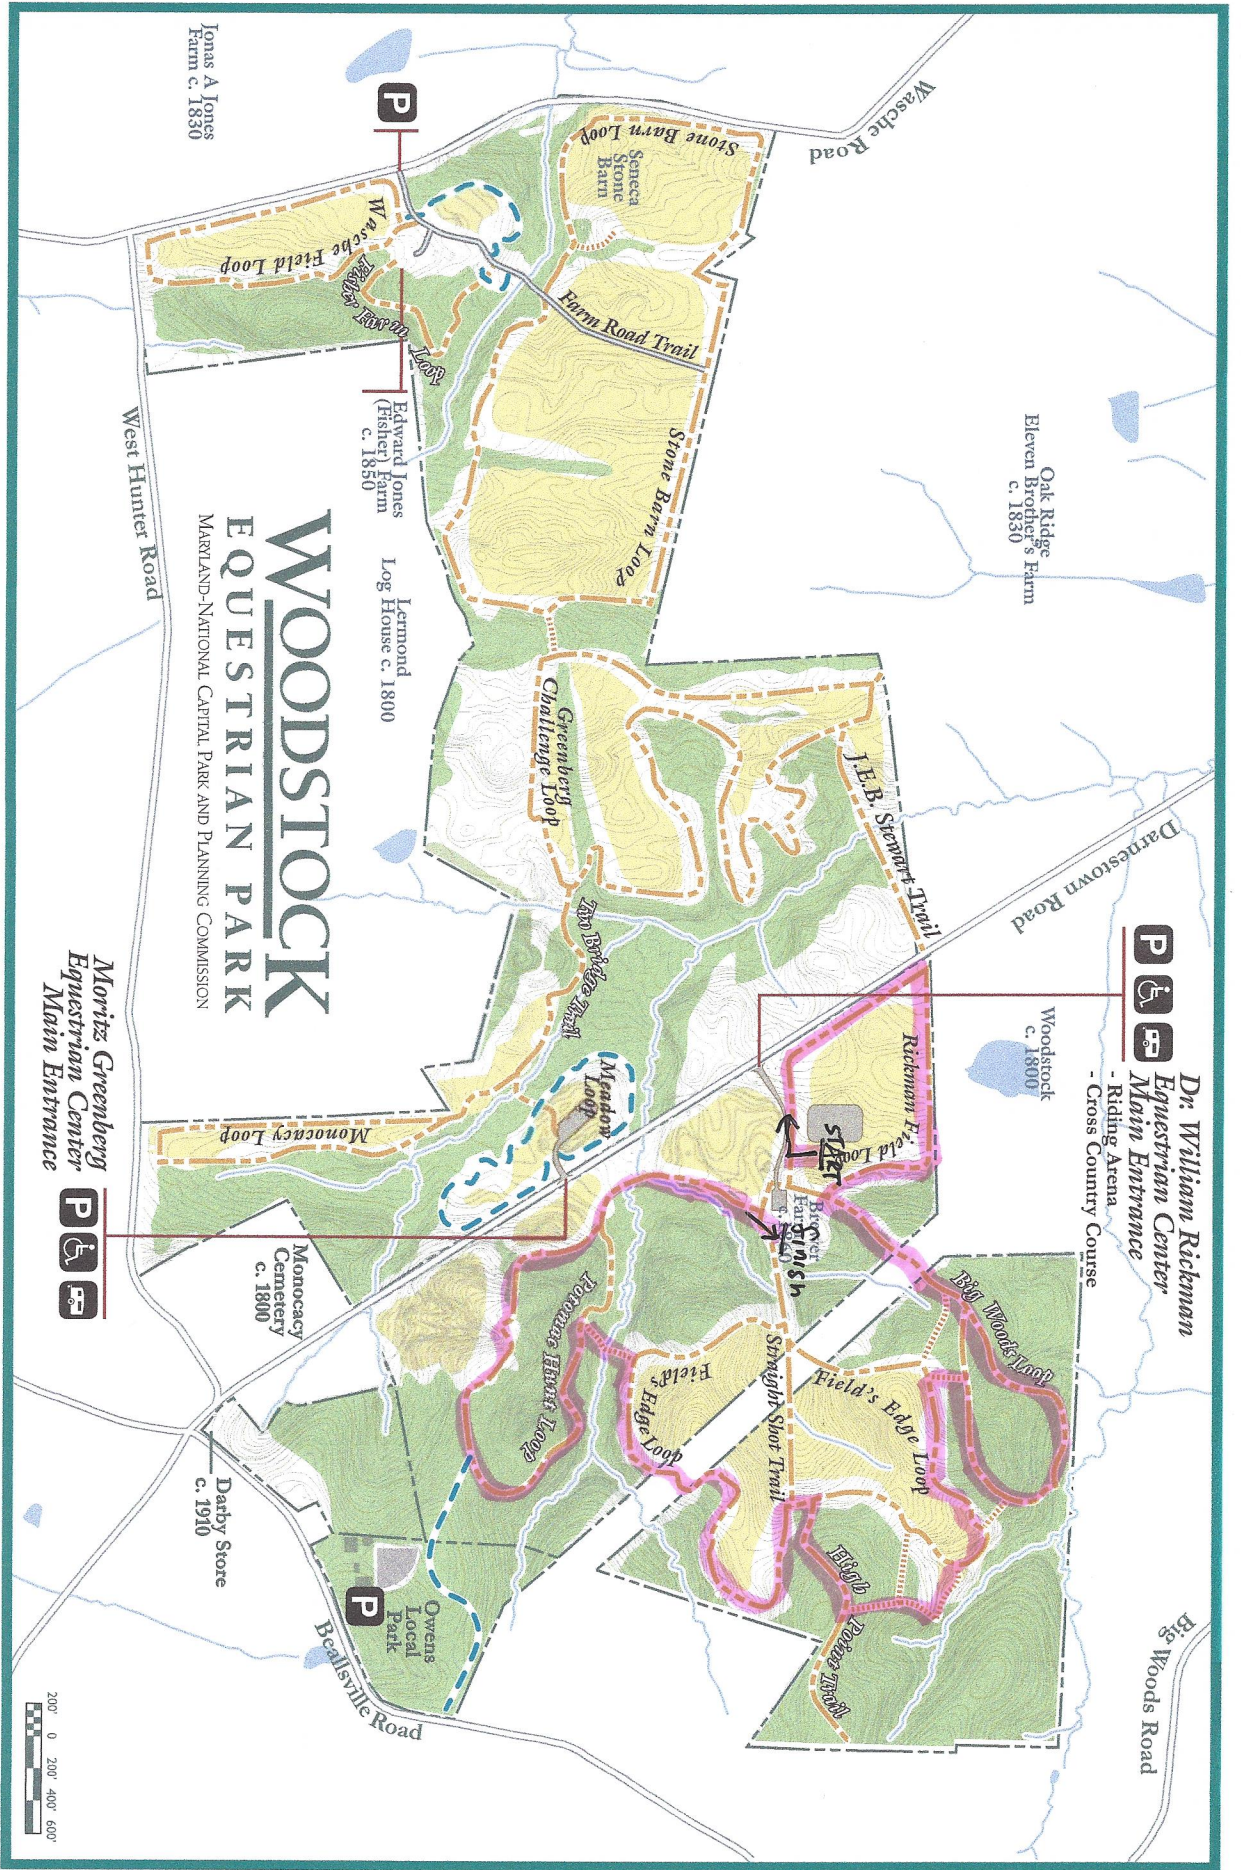 WOODSTOCK
EQUESTRIAN PARK
MARYLAND-NATIONAL CAPITAL PARK AND PLANNING COMMISSION
Jonas A Jones
Farm c. 1830
P
Wasche Road
Stone Barn Loop
Seneca
Stone
Barn
Wasche Field Loop
Fisher Farm Loop
Farm Road Trail
Stone Barn Loop
Edward Jones
(Fisher) Farm
c. 1850
Lermond
Log House c. 1800
West Hunter Road
Oak Ridge
Eleven Brother's Farm
c. 1830
Greenberg
Challenge Loop
J.E.B. Stewart Trail
Darnestown Road
Two Bridge Trail
Meadow
Loop
Monocacy Loop
Moritz Greenberg
Equestrian Center
Main Entrance
P
Monocacy
Cemetery
c. 1800
Woodstock
c. 1800
P
Dr. William Rickman
Equestrian Center
Main Entrance
- Riding Arena
- Cross Country Course
Rickman Field Loop
START
FINISH
Brewer
Farm
Big Woods Loop
Field's Edge Loop
Straight Shot Trail
Field's
Edge Loop
Potomac Hunt Loop
High Point Trail
Darby Store
c. 1910
Owens
Local
Park
P
Beallsville Road
Big Woods Road
200' 0 200' 400' 600'